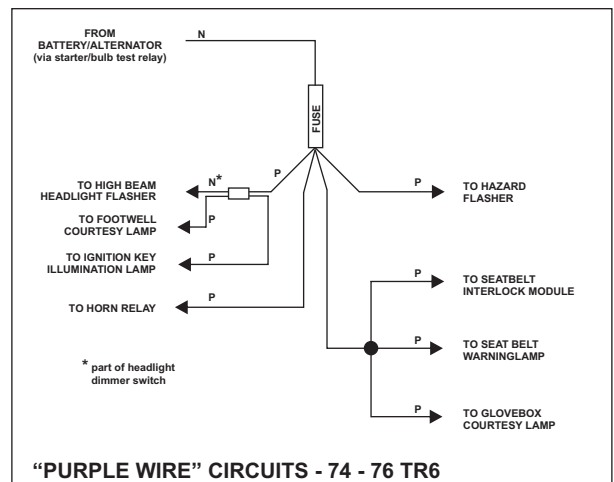 FROM
BATTERY/ALTERNATOR
(via starter/bulb test relay)
N
FUSE
P
TO HIGH BEAM
HEADLIGHT FLASHER
N*
P
TO HAZARD
FLASHER
TO FOOTWELL
COURTESY LAMP
P
TO IGNITION KEY
ILLUMINATION LAMP
P
P
TO SEATBELT
INTERLOCK MODULE
TO HORN RELAY
P
P
TO SEAT BELT
WARNINGLAMP
* part of headlight
dimmer switch
P
TO GLOVEBOX
COURTESY LAMP
“PURPLE WIRE” CIRCUITS - 74 - 76 TR6